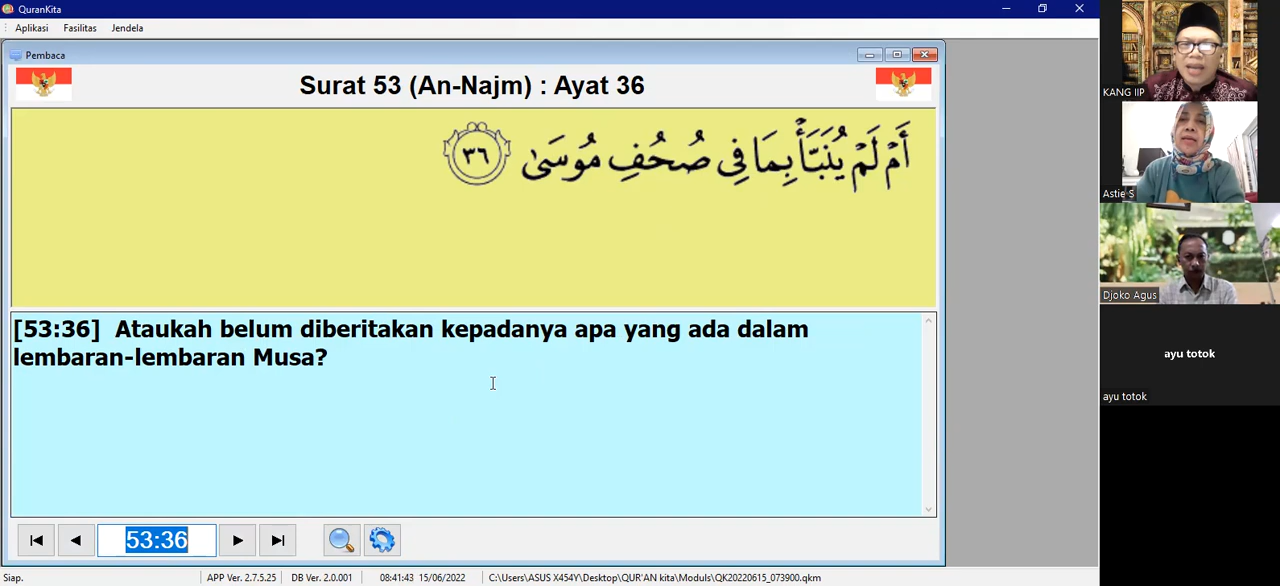 QuranKita
Aplikasi Fasilitas Jendela
Pembaca
Surat 53 (An-Najm) : Ayat 36
أَمْ لَمْ يُنَبَّأْ بِمَا فِى صُحُفِ مُوسَىٰ ٣٦
[53:36] Ataukah belum diberitakan kepadanya apa yang ada dalam
lembaran-lembaran Musa?
53:36
Siap. APP Ver. 2.7.5.25 DB Ver. 2.0.001 08:41:43 15/06/2022 C:\Users\ASUS X454Y\Desktop\QUR'AN kita\Moduls\QK20220615_073900.qkm
KANG IIP
Astie S
Djoko Agus
ayu totok
ayu totok